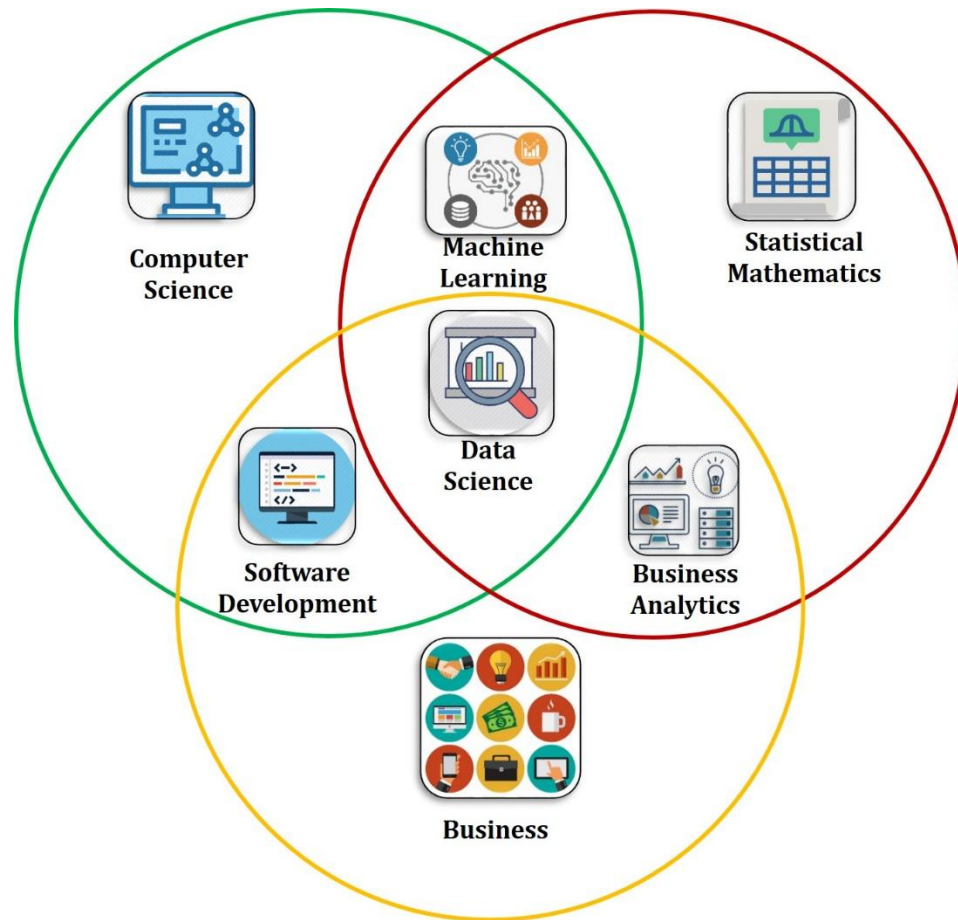 Computer
Science
Machine
Learning
Statistical
Mathematics
Data
Science
Software
Development
Business
Analytics
Business